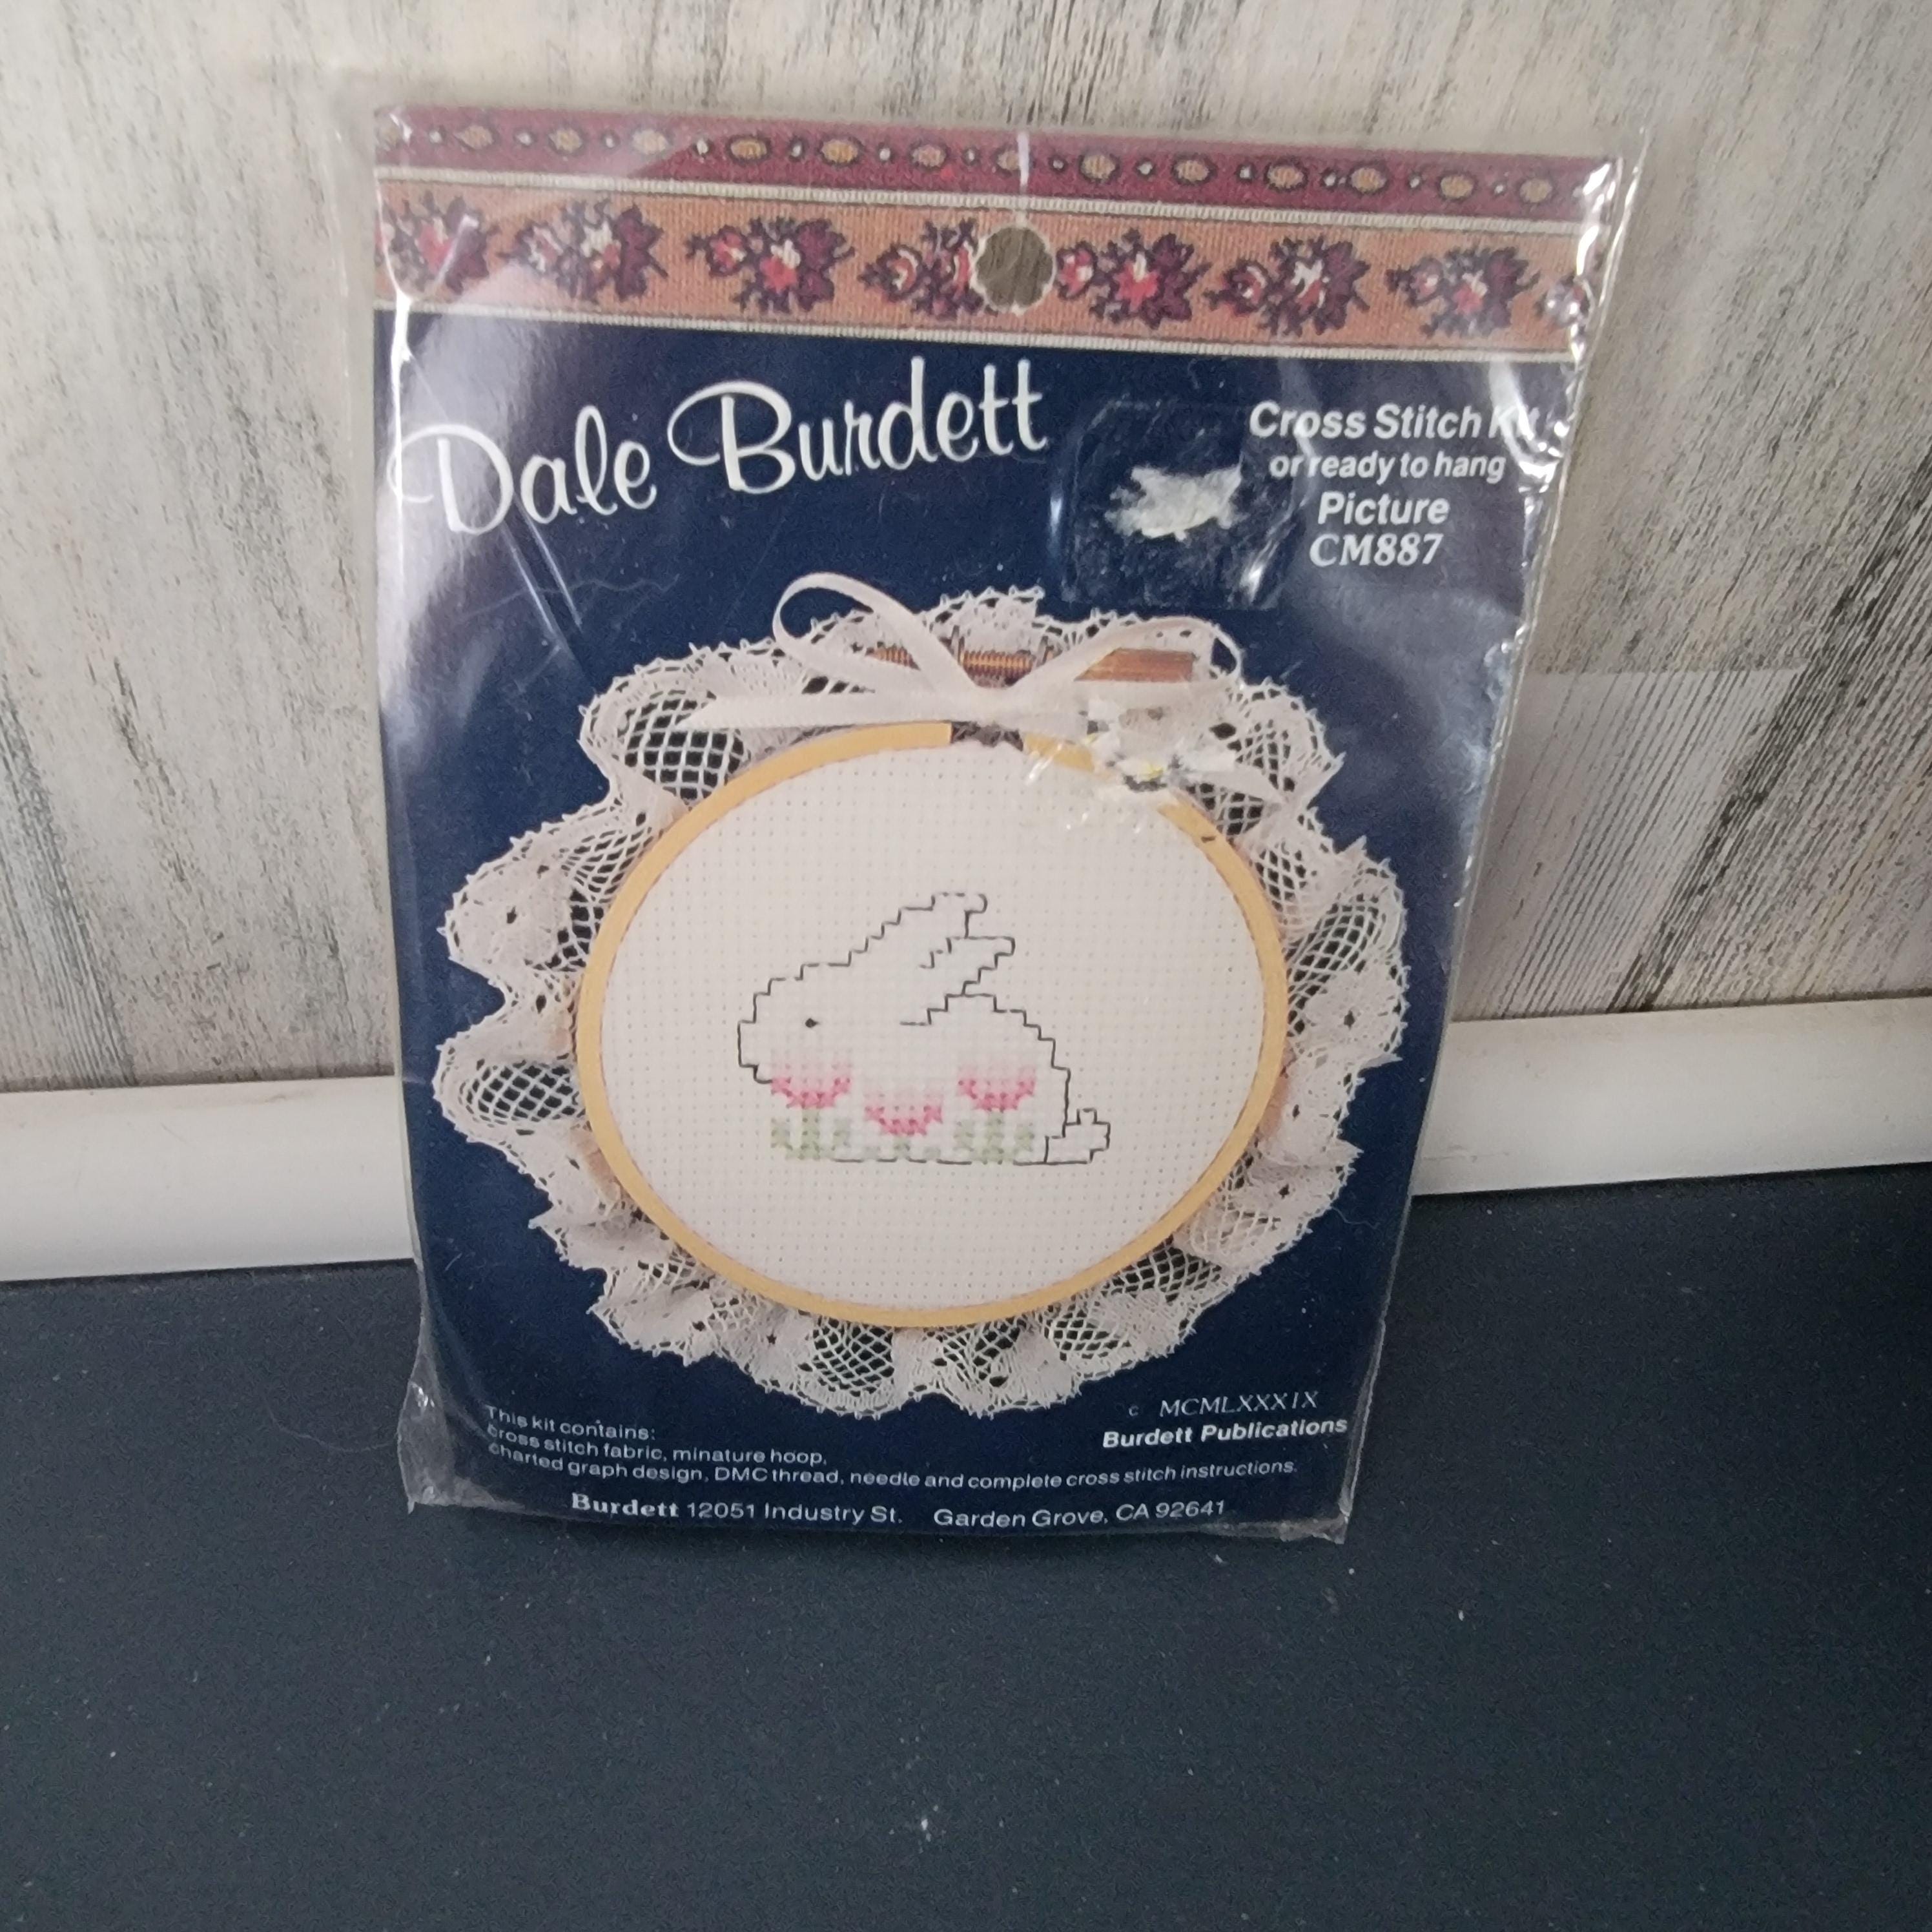 Dale Burdett
Cross Stitch Kit
or ready to hang
Picture
CM887
c MCMLXXXIX
Burdett Publications
This kit contains:
cross stitch fabric, minature hoop,
charted graph design, DMC thread, needle and complete cross stitch instructions.
Burdett 12051 Industry St. Garden Grove, CA 92641